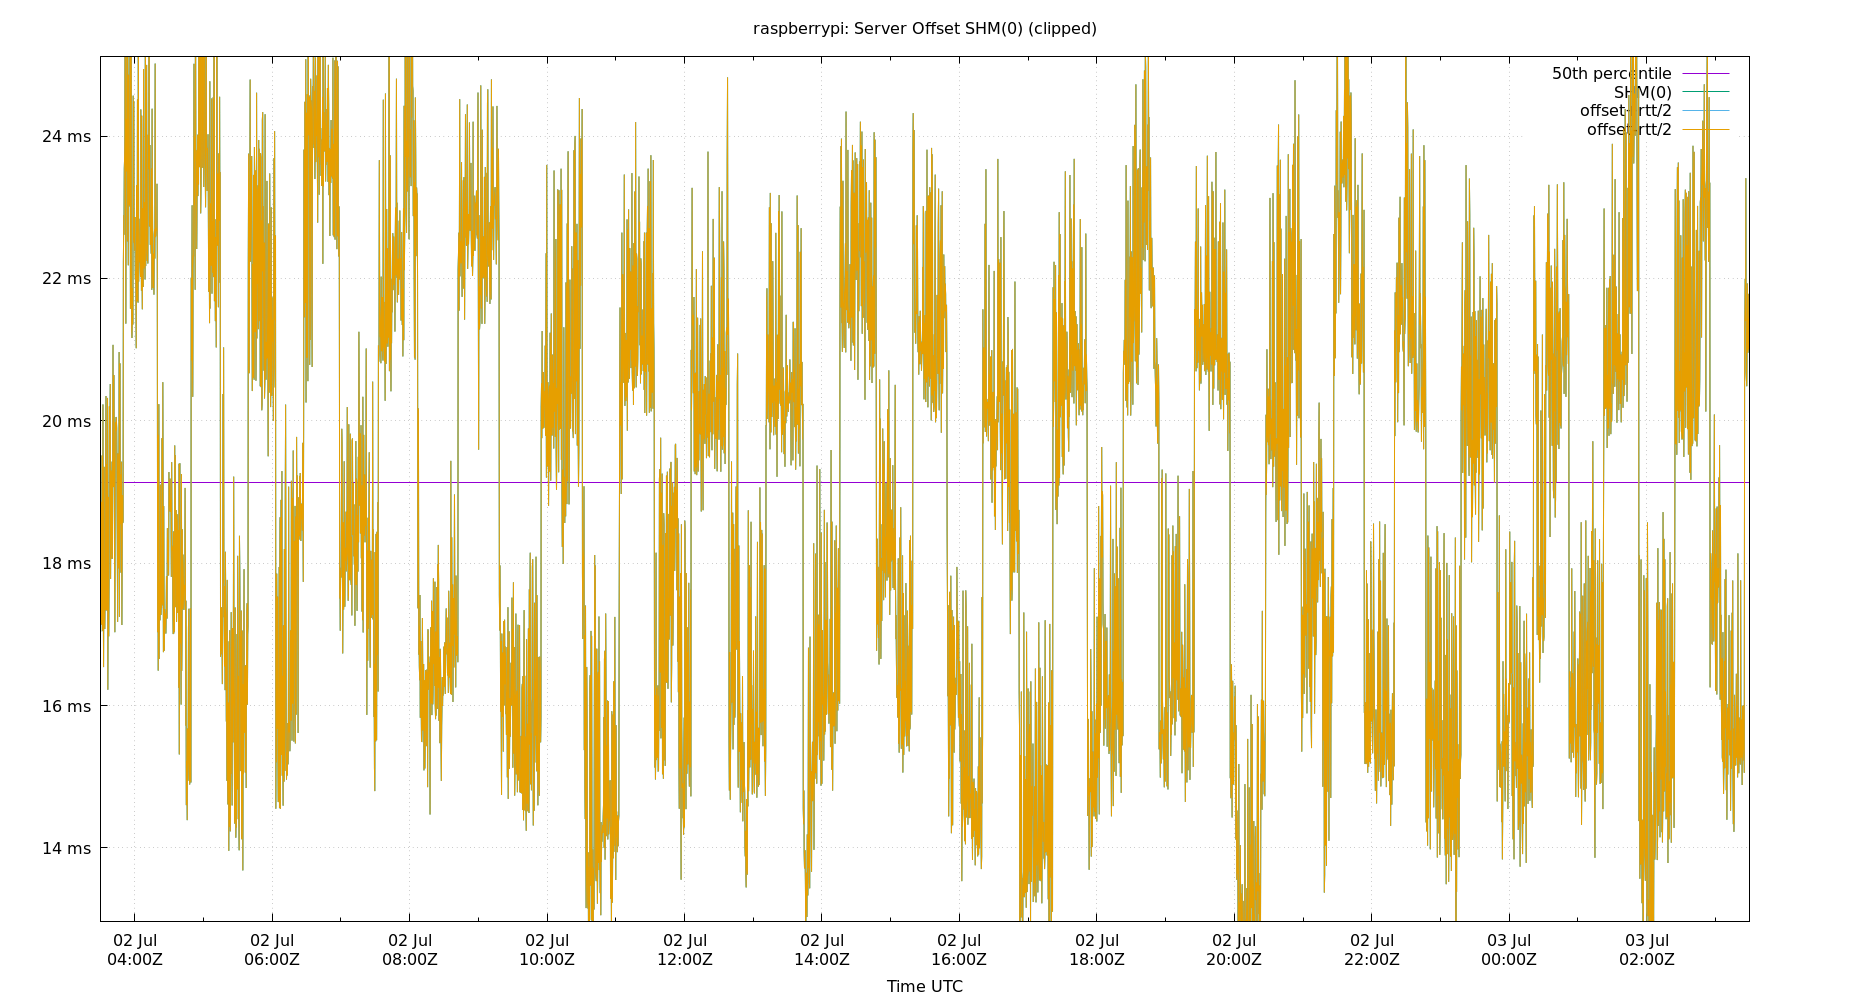 raspberrypi: Server Offset SHM(0) (clipped)
50th percentile
SHM(0)
offset-rtt/2
offset+rtt/2
24 ms
22 ms
20 ms
18 ms
16 ms
14 ms
02 Jul
04:00Z
02 Jul
06:00Z
02 Jul
08:00Z
02 Jul
10:00Z
02 Jul
12:00Z
02 Jul
14:00Z
02 Jul
16:00Z
02 Jul
18:00Z
02 Jul
20:00Z
02 Jul
22:00Z
03 Jul
00:00Z
03 Jul
02:00Z
Time UTC